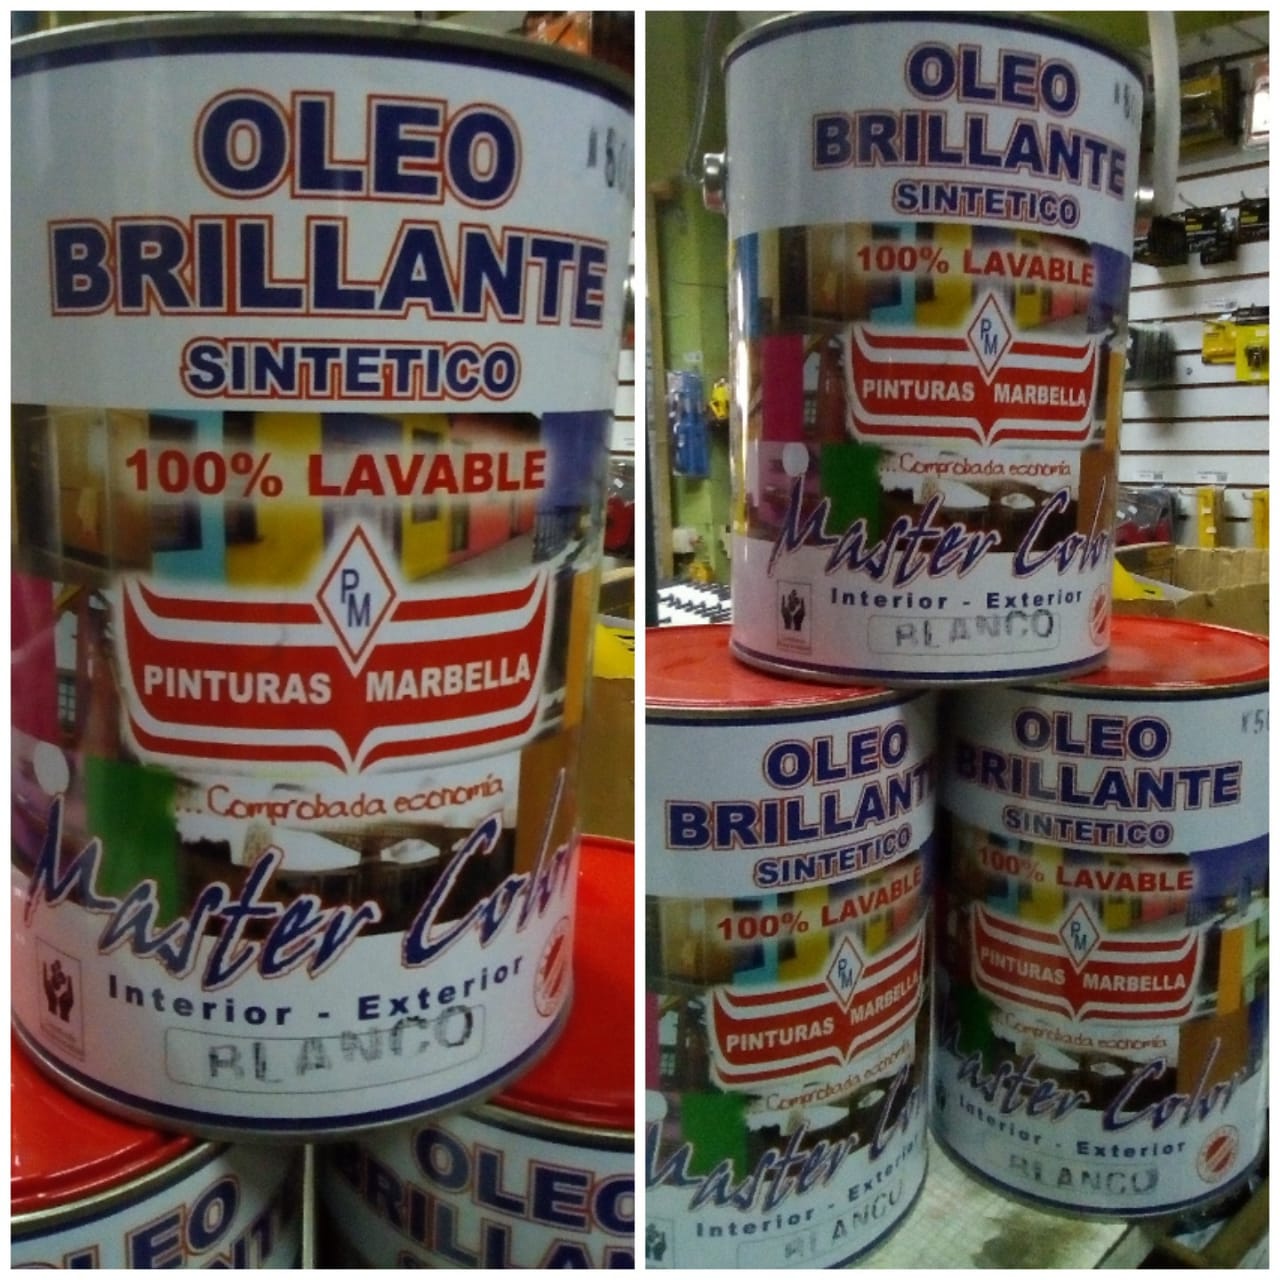 OLEO
BRILLANTE
SINTETICO
100% LAVABLE
PM
PINTURAS MARBELLA
...Comprobada economía
Master Color
Interior - Exterior
BLANCO
OLEO
OLEO
OLEO
BRILLANTE
SINTETICO
100% LAVABLE
PM
PINTURAS MARBELLA
...Comprobada economía
Master Color
Interior - Exterior
BLANCO
OLEO
BRILLANT
SINTETICO
100% LAVABLE
PM
PINTURAS MARBELLA
...Comprobada economía
Master Co
Interior - Exterior
BLANCO
OLEO
BRILLANTE
SINTETICO
100% LAVABLE
PM
PINTURAS MARBELLA
...Comprobada economía
Master Color
Interior - Exterior
BLANCO